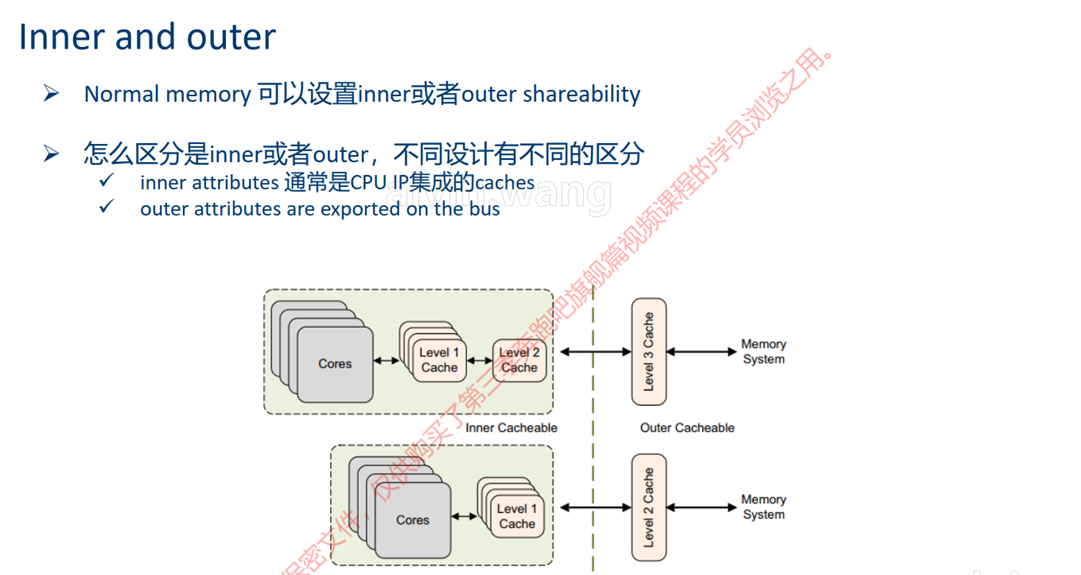 Inner and outer
➢ Normal memory 可以设置inner或者outer shareability
➢ 怎么区分是inner或者outer，不同设计有不同的区分
✓ inner attributes 通常是CPU IP集成的caches
✓ outer attributes are exported on the bus
alvin.wang
保密文件，仅供购买了第三季奔跑吧旗舰篇视频课程的学员浏览之用。
Cores
Level 1
Cache
Level 2
Cache
Level 3 Cache
Memory
System
Inner Cacheable
Outer Cacheable
Cores
Level 1
Cache
Level 2 Cache
Memory
System